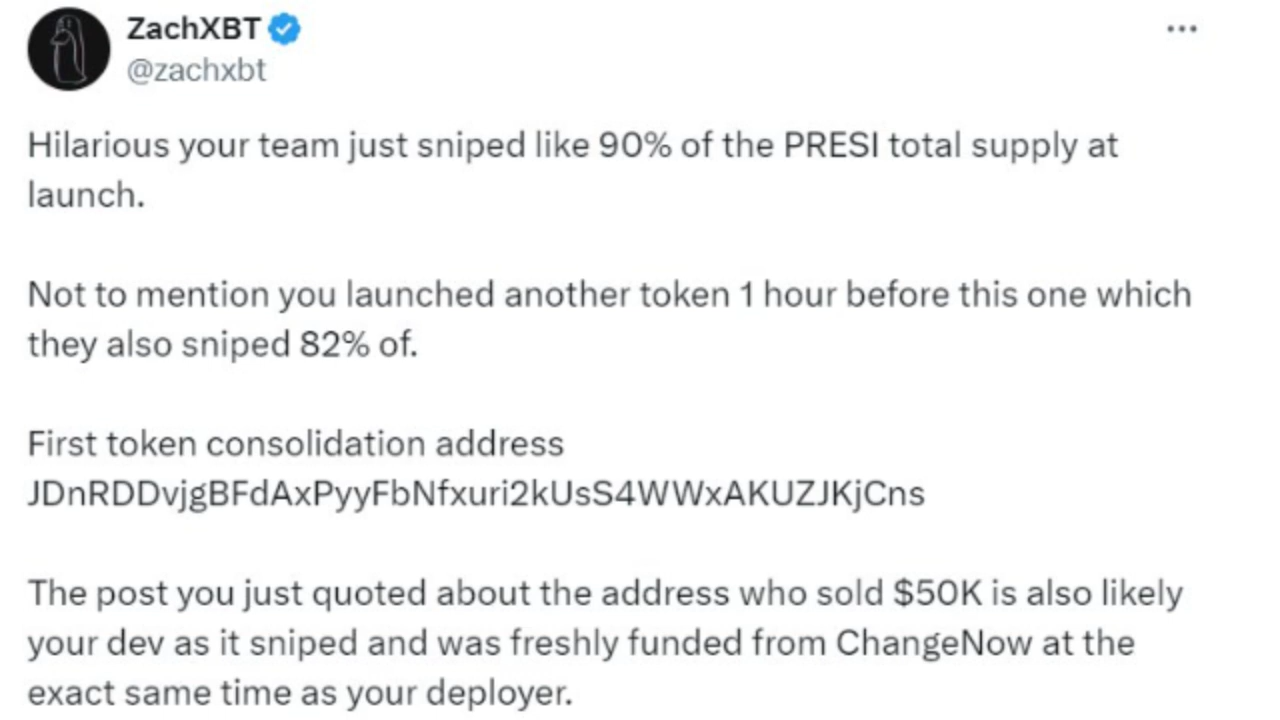 ZachXBT
@zachxbt
Hilarious your team just sniped like 90% of the PRESI total supply at
launch.
Not to mention you launched another token 1 hour before this one which
they also sniped 82% of.
First token consolidation address
JDnRDDvjgBFdAxPyyFbNfxuri2kUsS4WWxAKUZJKjCns
The post you just quoted about the address who sold $50K is also likely
your dev as it sniped and was freshly funded from ChangeNow at the
exact same time as your deployer.